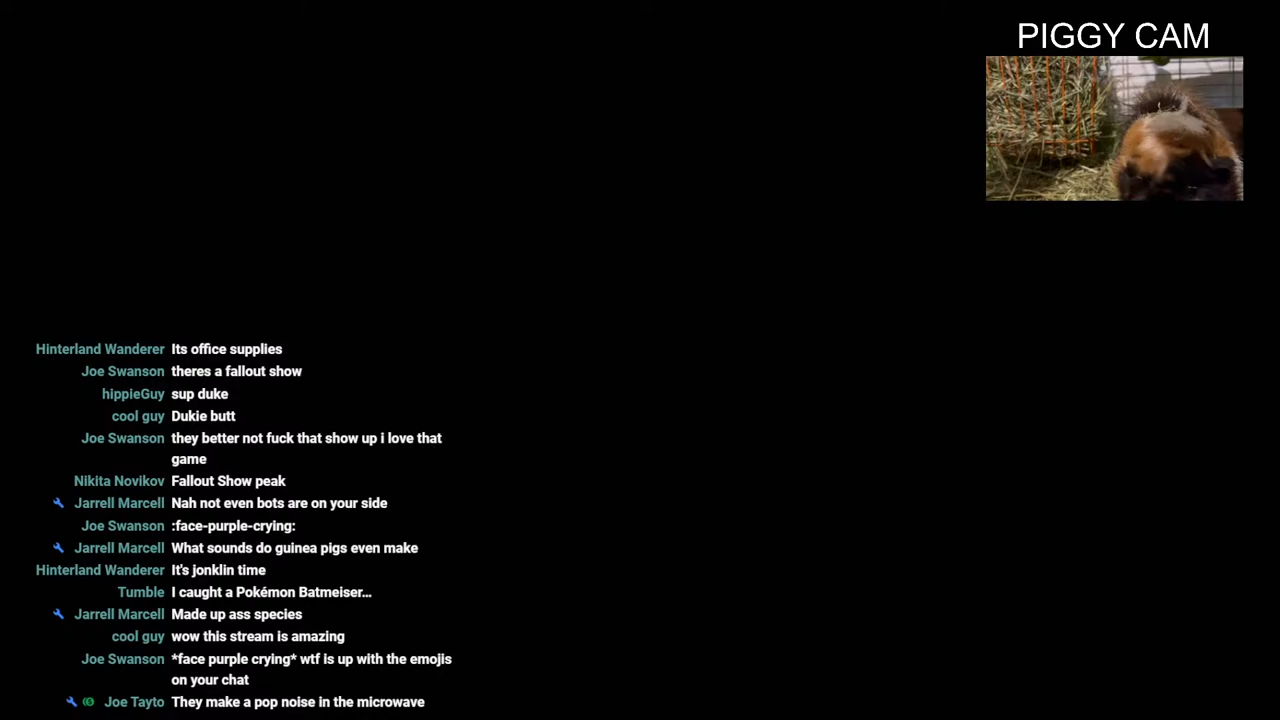 PIGGY CAM
Hinterland Wanderer Its office supplies
Joe Swanson theres a fallout show
hippieGuy sup duke
cool guy Dukie butt
Joe Swanson they better not fuck that show up i love that
game
Nikita Novikov Fallout Show peak
Jarrell Marcell Nah not even bots are on your side
Joe Swanson :face-purple-crying:
Jarrell Marcell What sounds do guinea pigs even make
Hinterland Wanderer It's jonklin time
Tumble I caught a Pokémon Batmeiser...
Jarrell Marcell Made up ass species
cool guy wow this stream is amazing
Joe Swanson *face purple crying* wtf is up with the emojis
on your chat
Joe Tayto They make a pop noise in the microwave